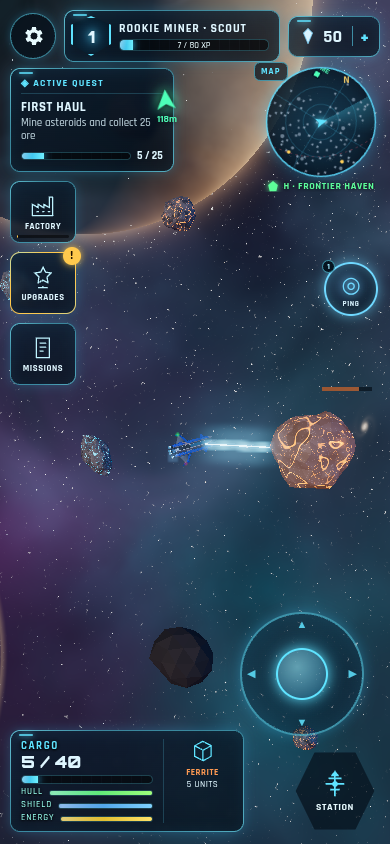 1
ROOKIE MINER · SCOUT
7 / 80 XP
50
+
ACTIVE QUEST
FIRST HAUL
Mine asteroids and collect 25 ore
5 / 25
118m
MAP
N
H · FRONTIER HAVEN
FACTORY
!
UPGRADES
MISSIONS
1
PING
CARGO
5 / 40
HULL
SHIELD
ENERGY
FERRITE
5 UNITS
STATION